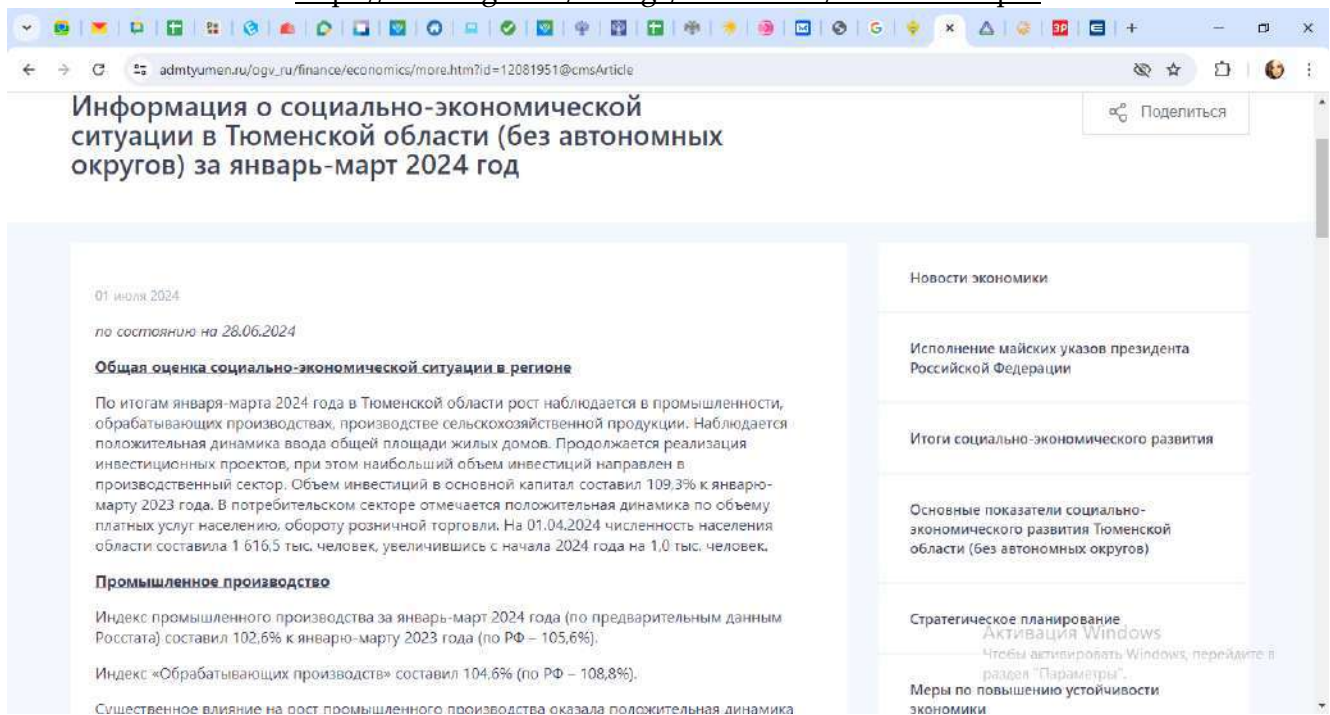 admtyumen.ru/ogv_ru/finance/economics/more.htm?id=12081951@cmsArticle
Информация о социально-экономической
ситуации в Тюменской области (без автономных
округов) за январь-март 2024 год
Поделиться
01 июля 2024
по состоянию на 28.06.2024
Общая оценка социально-экономической ситуации в регионе
По итогам января-марта 2024 года в Тюменской области рост наблюдается в промышленности,
обрабатывающих производствах, производстве сельскохозяйственной продукции. Наблюдается
положительная динамика ввода общей площади жилых домов. Продолжается реализация
инвестиционных проектов, при этом наибольший объем инвестиций направлен в
производственный сектор. Объем инвестиций в основной капитал составил 109,3% к январю-
марту 2023 года. В потребительском секторе отмечается положительная динамика по объему
платных услуг населению, обороту розничной торговли. На 01.04.2024 численность населения
области составила 1 616,5 тыс. человек, увеличившись с начала 2024 года на 1,0 тыс. человек.
Промышленное производство
Индекс промышленного производства за январь-март 2024 года (по предварительным данным
Росстата) составил 102,6% к январю-марту 2023 года (по РФ – 105,6%).
Индекс «Обрабатывающих производств» составил 104,6% (по РФ – 108,8%).
Существенное влияние на рост промышленного производства оказала положительная динамика
Новости экономики
Исполнение майских указов президента
Российской Федерации
Итоги социально-экономического развития
Основные показатели социально-
экономического развития Тюменской
области (без автономных округов)
Стратегическое планирование
Активация Windows
Чтобы активировать Windows, перейдите в
раздел "Параметры".
Меры по повышению устойчивости
экономики